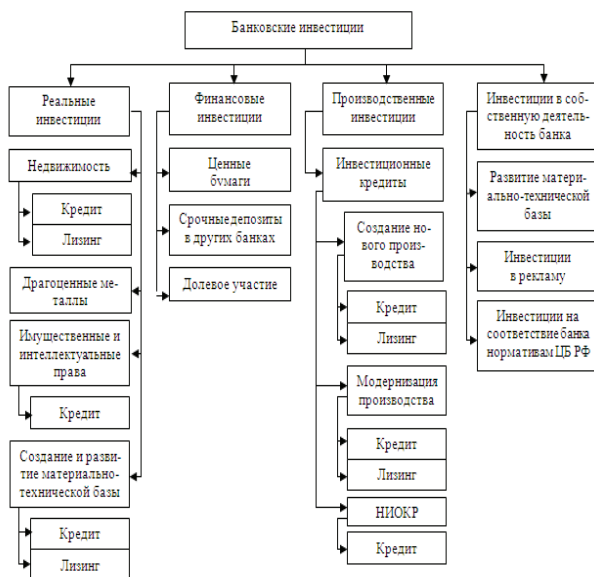 Банковские инвестиции
Реальные
инвестиции
Недвижимость
Кредит
Лизинг
Драгоценные ме-
таллы
Имущественные и
интеллектуальные
права
Кредит
Создание и разви-
тие материально-
технической базы
Кредит
Лизинг
Финансовые
инвестиции
Ценные
бумаги
Срочные депозиты
в других банках
Долевое участие
Производственные
инвестиции
Инвестиционные
кредиты
Создание но-
вого произ-
водства
Кредит
Лизинг
Модернизация
производства
Кредит
Лизинг
НИОКР
Кредит
Инвестиции в соб-
ственную деятель-
ность банка
Развитие матери-
ально-технической
базы
Инвестиции
в рекламу
Инвестиции на
соответствие банка
нормативам ЦБ РФ